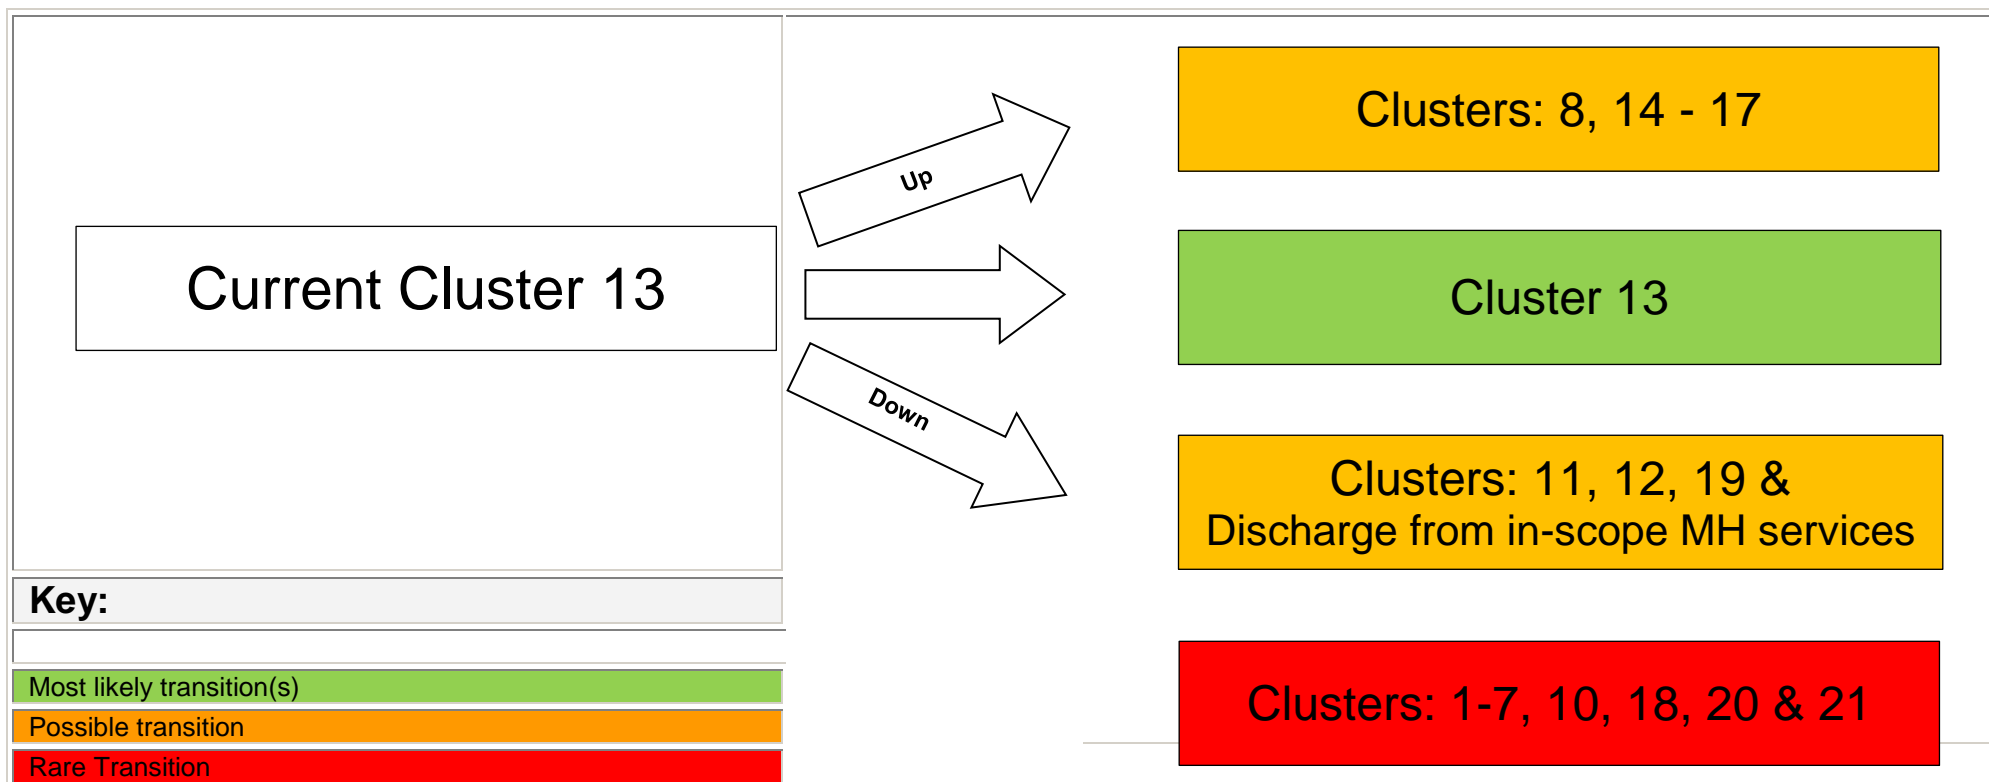 Current Cluster 13
Up
Down
Clusters: 8, 14 - 17
Cluster 13
Clusters: 11, 12, 19 &
Discharge from in-scope MH services
Clusters: 1-7, 10, 18, 20 & 21
Key:
Most likely transition(s)
Possible transition
Rare Transition